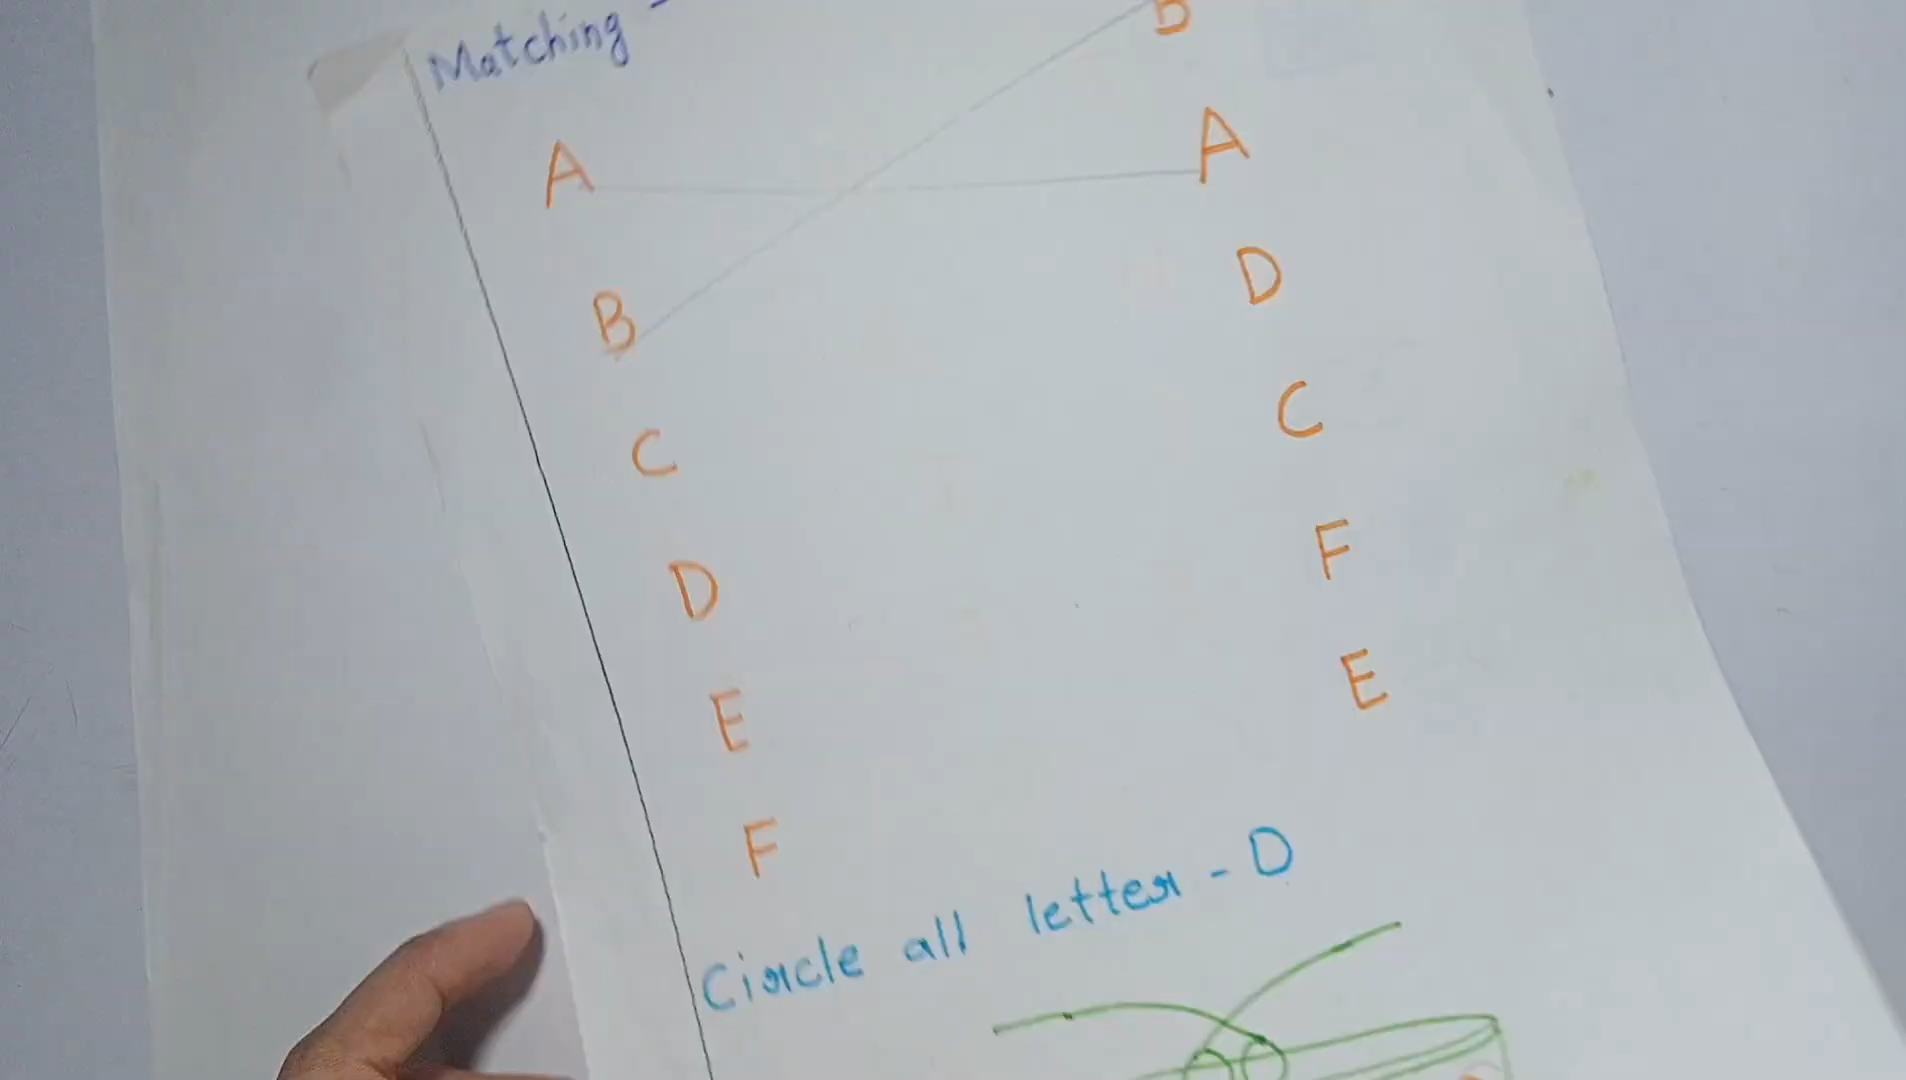 Matching -
A B
B A
C D
D C
E F
F E
Circle all letter - D